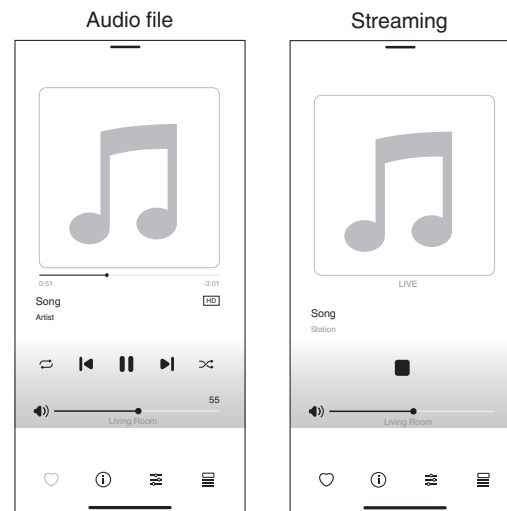 Audio file
0:51 -3:01
Song HD
Artist
55
Living Room
Streaming
LIVE
Song
Station
Living Room